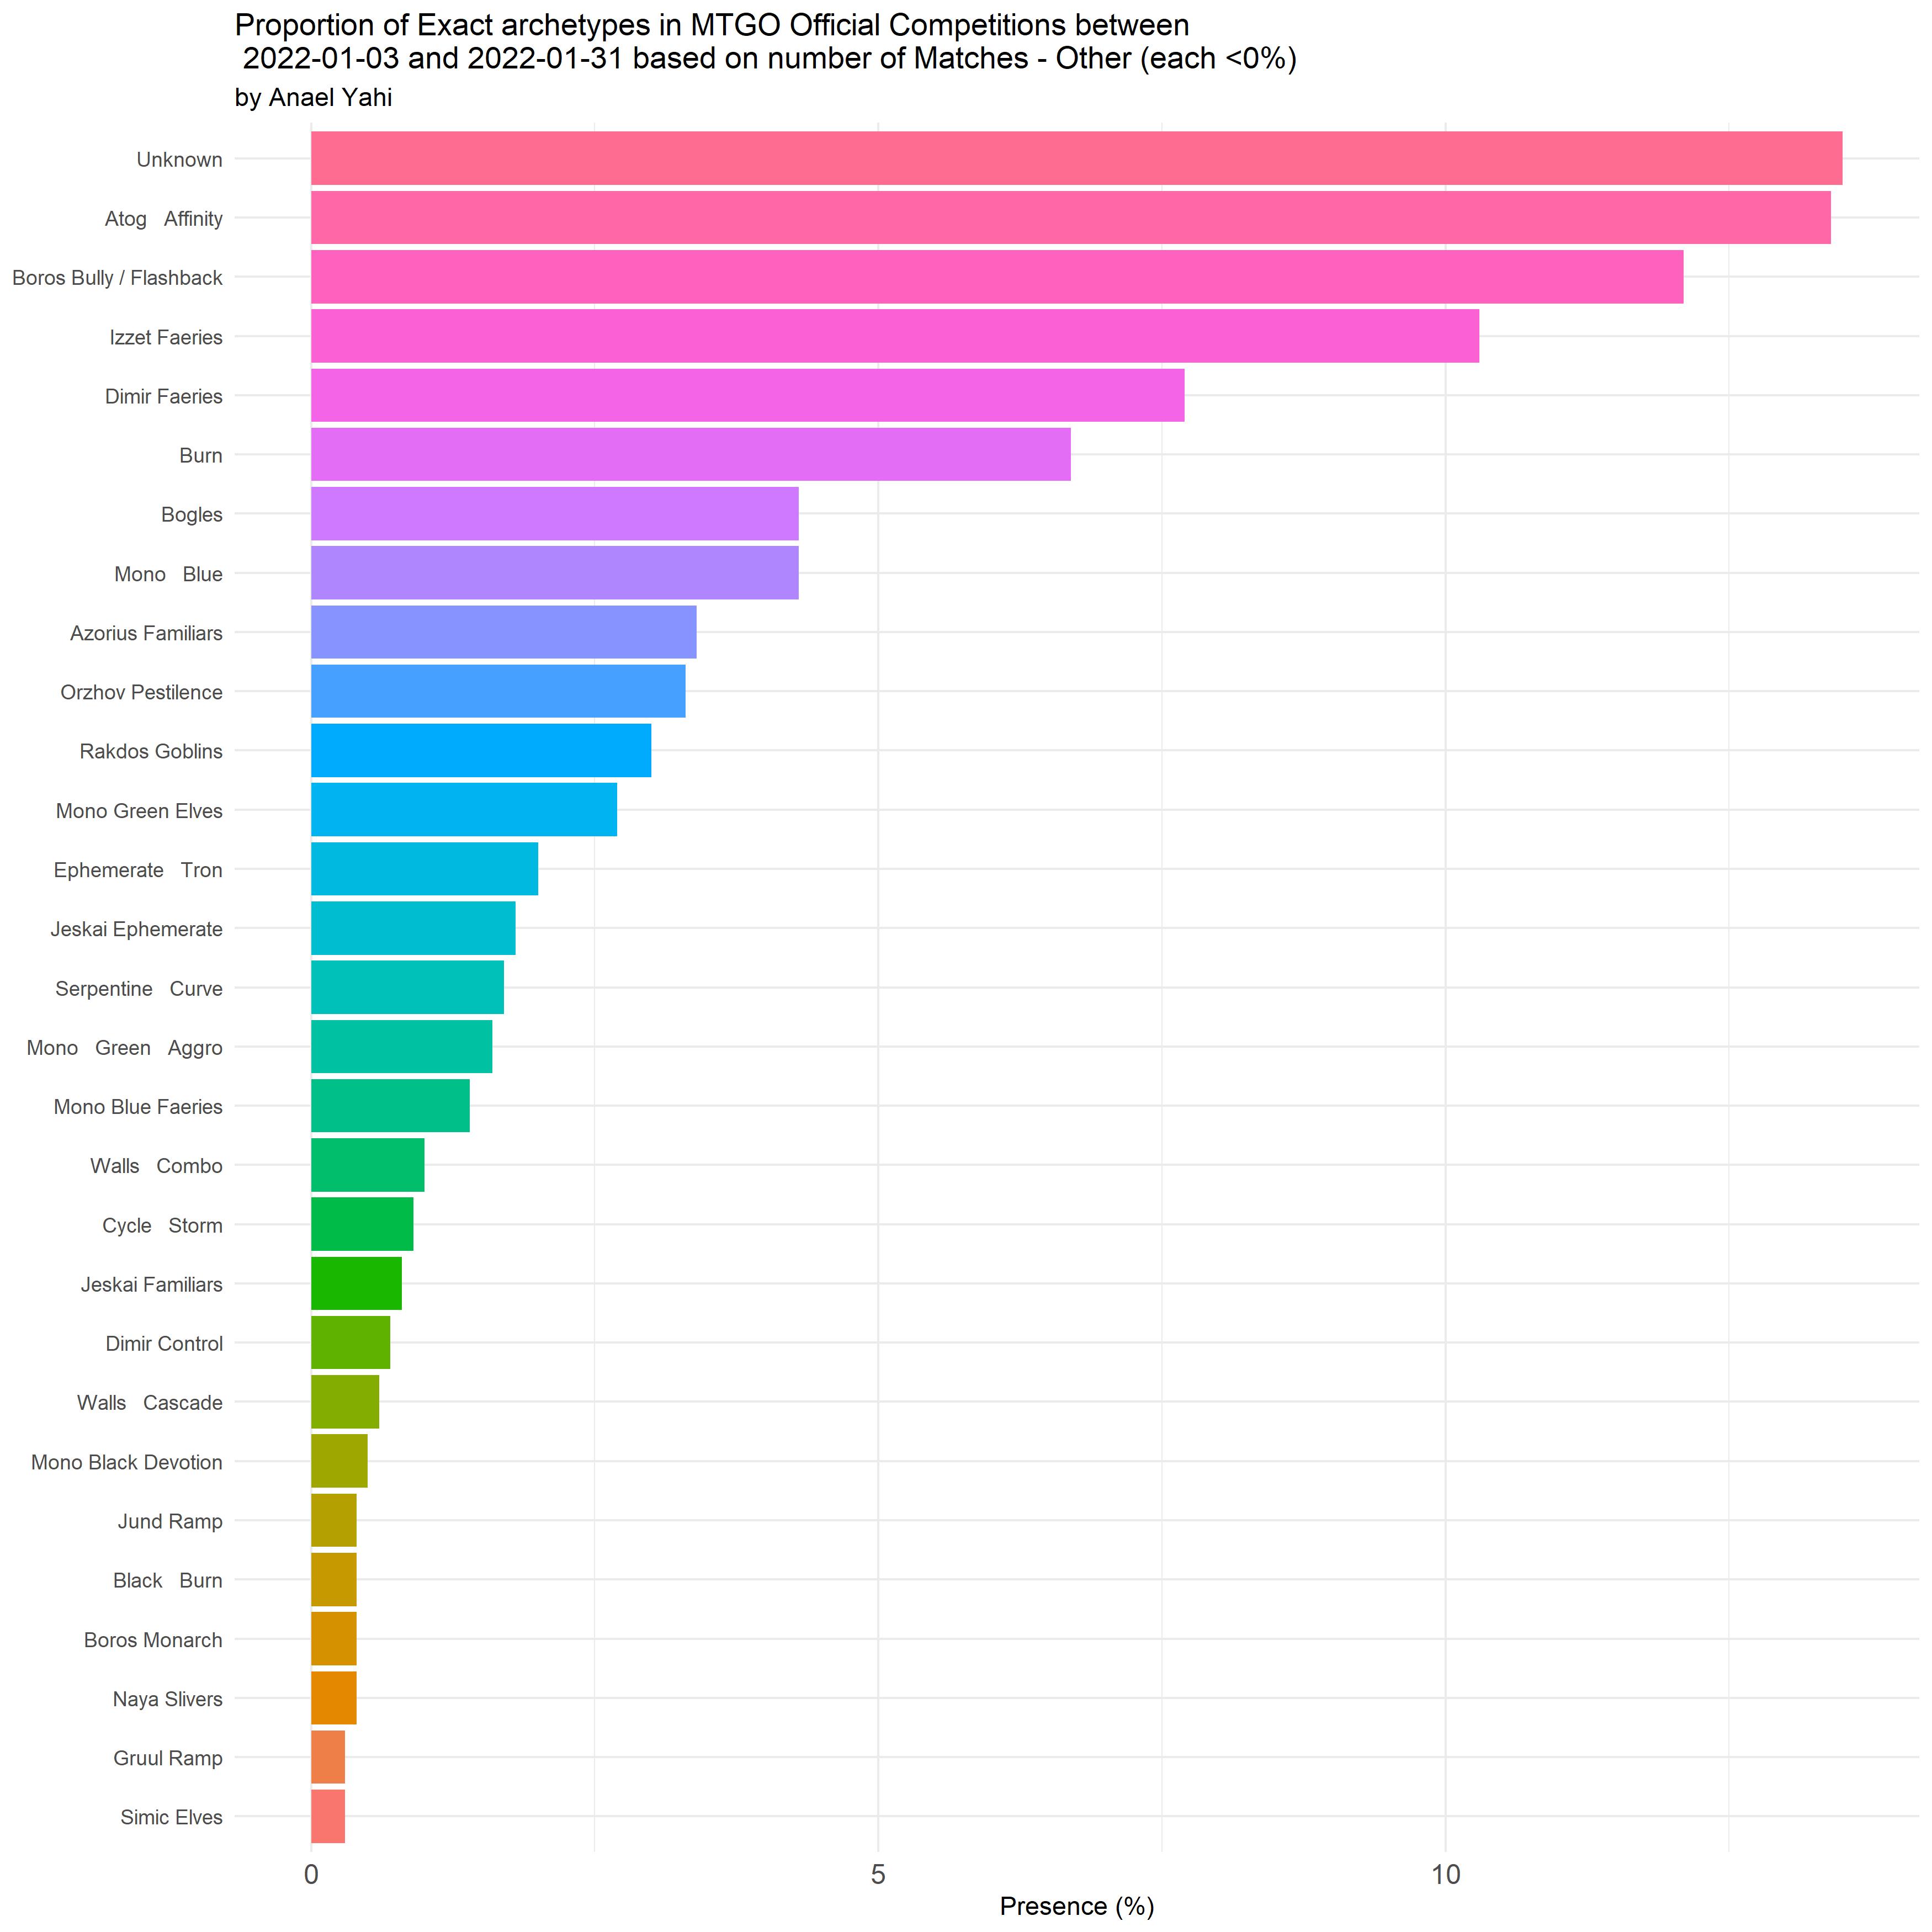 Proportion of Exact archetypes in MTGO Official Competitions between
2022-01-03 and 2022-01-31 based on number of Matches - Other (each <0%)
by Anael Yahi
Unknown
Atog Affinity
Boros Bully / Flashback
Izzet Faeries
Dimir Faeries
Burn
Bogles
Mono Blue
Azorius Familiars
Orzhov Pestilence
Rakdos Goblins
Mono Green Elves
Ephemerate Tron
Jeskai Ephemerate
Serpentine Curve
Mono Green Aggro
Mono Blue Faeries
Walls Combo
Cycle Storm
Jeskai Familiars
Dimir Control
Walls Cascade
Mono Black Devotion
Jund Ramp
Black Burn
Boros Monarch
Naya Slivers
Gruul Ramp
Simic Elves
0 5 10
Presence (%)